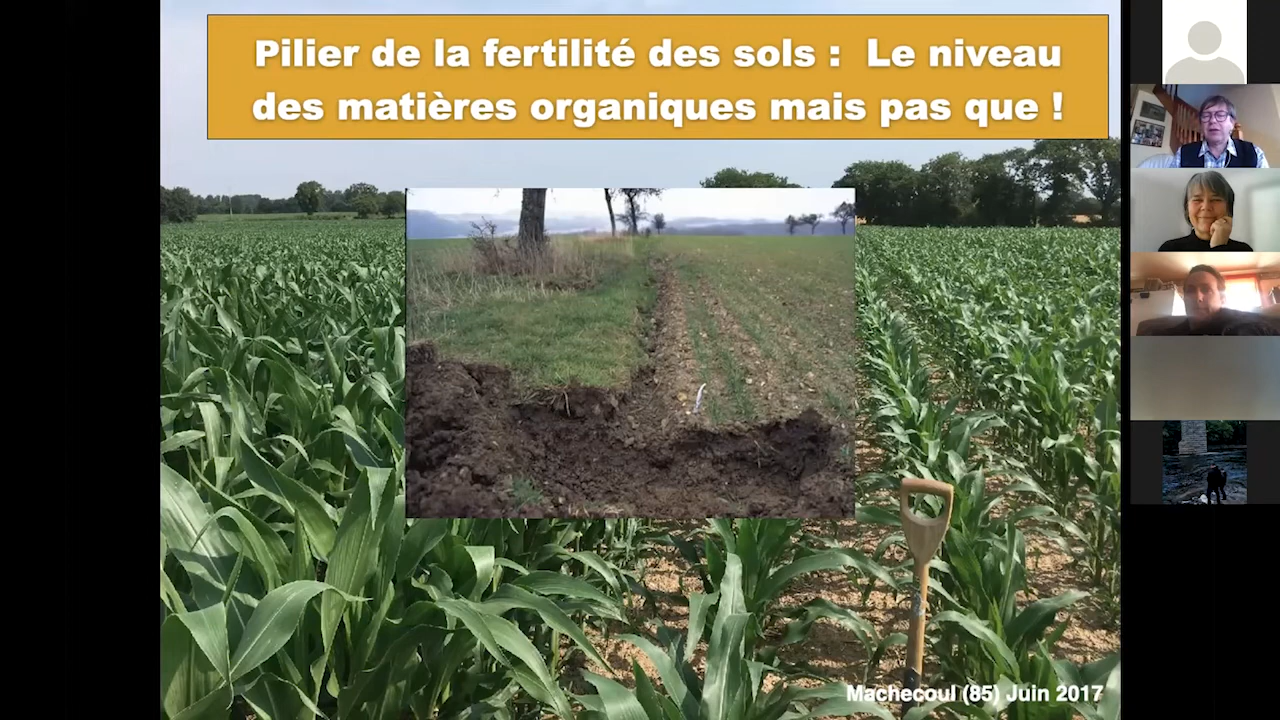 Pilier de la fertilité des sols : Le niveau
des matières organiques mais pas que !
Machecoul (85) Juin 2017